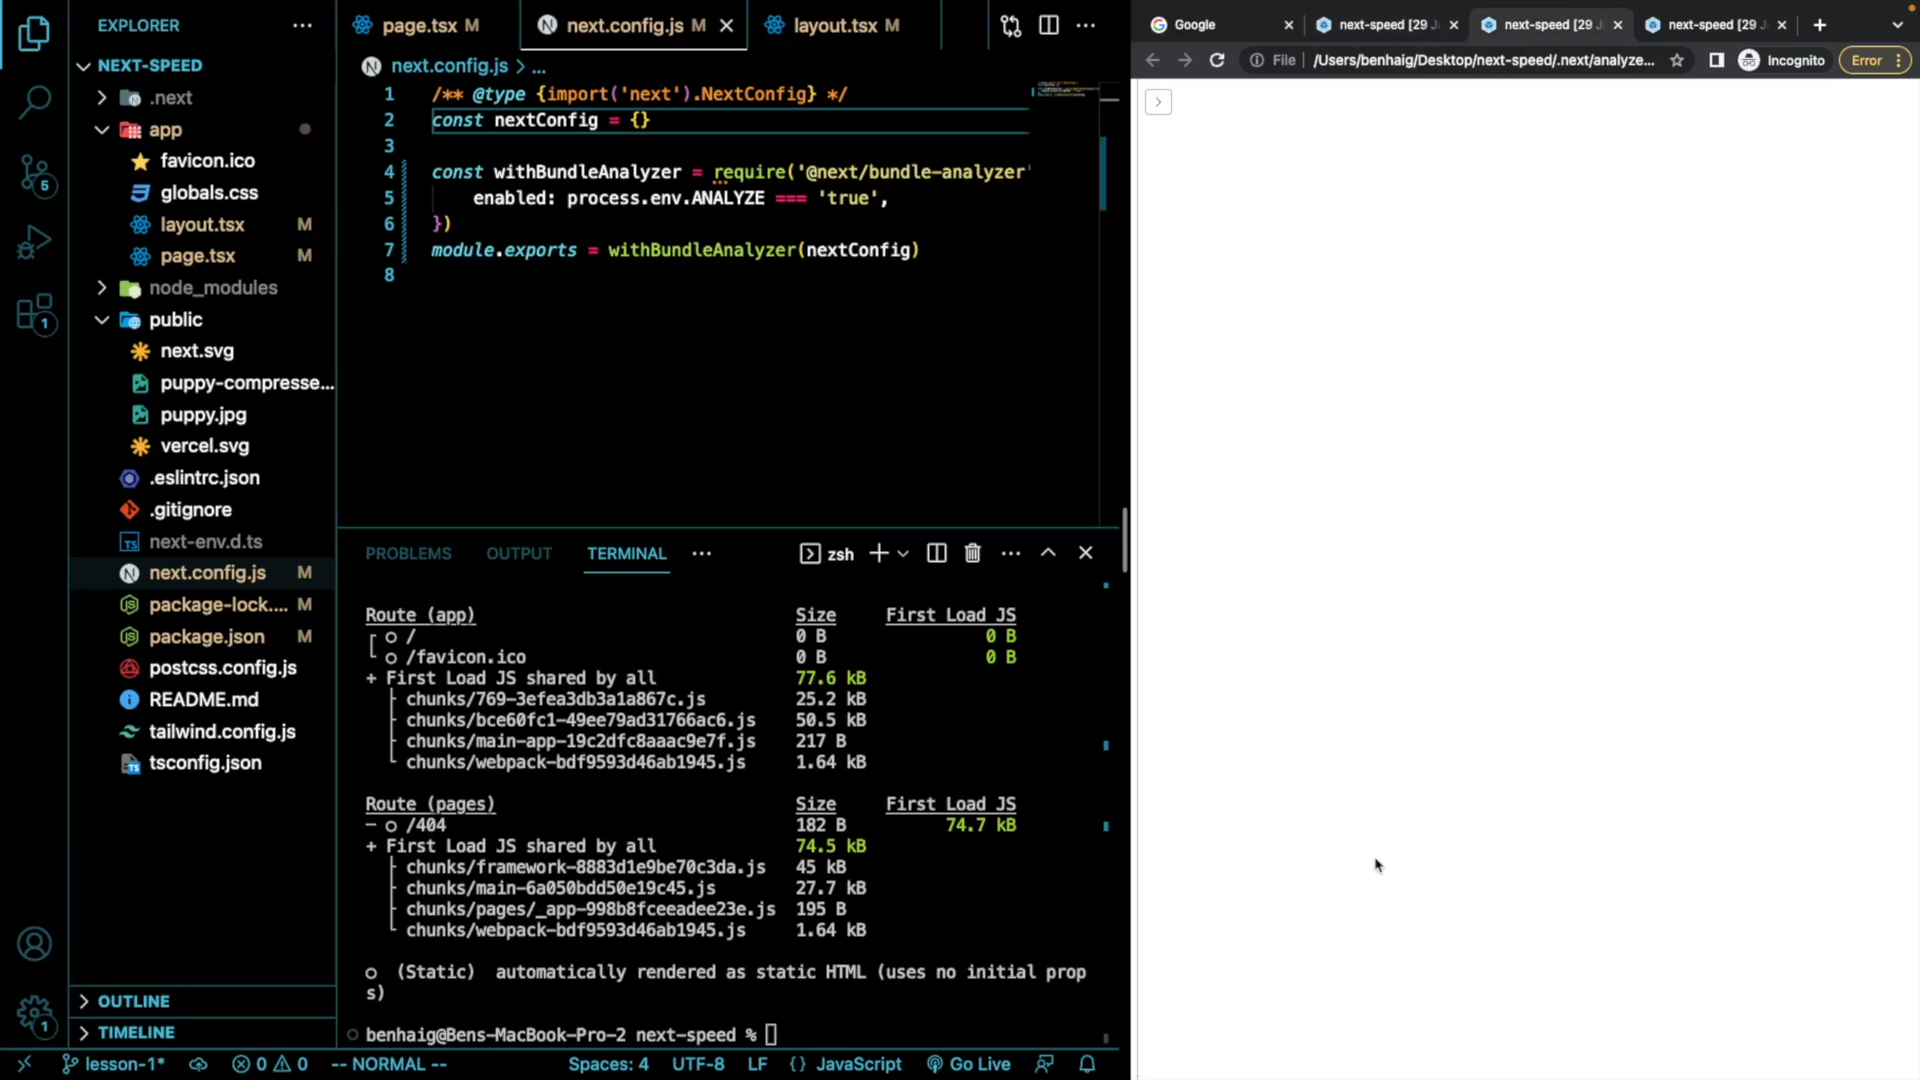 EXPLORER
NEXT-SPEED
.next
app
favicon.ico
globals.css
layout.tsx M
page.tsx M
node_modules
public
next.svg
puppy-compresse...
puppy.jpg
vercel.svg
.eslintrc.json
.gitignore
next-env.d.ts
next.config.js M
package-lock.... M
package.json M
postcss.config.js
README.md
tailwind.config.js
tsconfig.json
OUTLINE
TIMELINE
5
1
1
page.tsx M
next.config.js M
layout.tsx M
next.config.js > ...
1 /** @type {import('next').NextConfig} */
2 const nextConfig = {}
3
4 const withBundleAnalyzer = require('@next/bundle-analyzer'
5 enabled: process.env.ANALYZE === 'true',
6 })
7 module.exports = withBundleAnalyzer(nextConfig)
8
PROBLEMS OUTPUT TERMINAL zsh
Route (app) Size First Load JS
┌ ○ / 0 B 0 B
└ ○ /favicon.ico 0 B 0 B
+ First Load JS shared by all 77.6 kB
├ chunks/769-3efea3db3a1a867c.js 25.2 kB
├ chunks/bce60fc1-49ee79ad31766ac6.js 50.5 kB
├ chunks/main-app-19c2dfc8aaac9e7f.js 217 B
└ chunks/webpack-bdf9593d46ab1945.js 1.64 kB
Route (pages) Size First Load JS
─ ○ /404 182 B 74.7 kB
+ First Load JS shared by all 74.5 kB
├ chunks/framework-8883d1e9be70c3da.js 45 kB
├ chunks/main-6a050bdd50e19c45.js 27.7 kB
├ chunks/pages/_app-998b8fceeadee23e.js 195 B
└ chunks/webpack-bdf9593d46ab1945.js 1.64 kB
○ (Static) automatically rendered as static HTML (uses no initial prop
s)
benhaig@Bens-MacBook-Pro-2 next-speed %
lesson-1* 0 0 -- NORMAL -- Spaces: 4 UTF-8 LF {} JavaScript Go Live
Google
next-speed [29 J
next-speed [29 J
next-speed [29 J
File /Users/benhaig/Desktop/next-speed/.next/analyze... Incognito Error